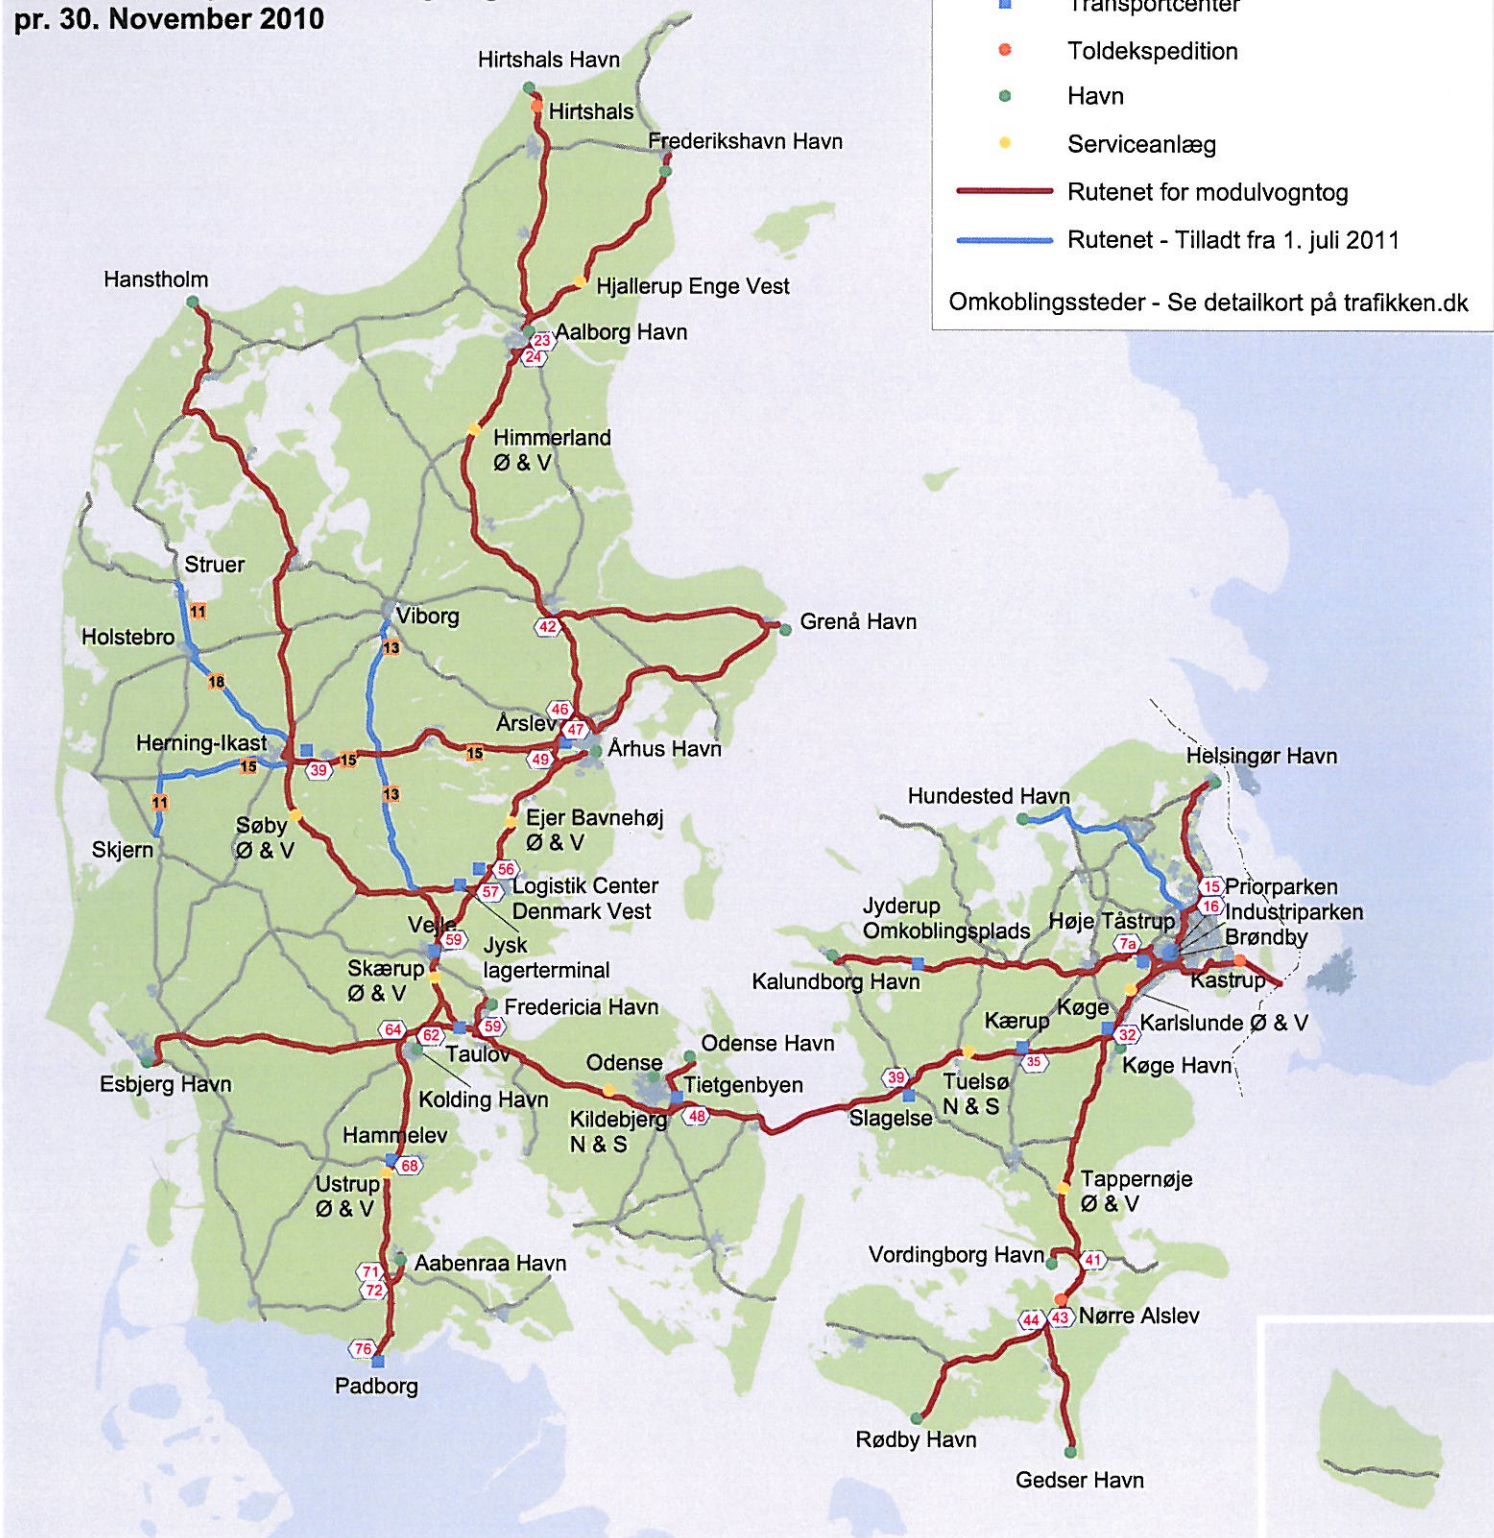 pr. 30. November 2010
Transportcenter
Toldekspedition
Havn
Serviceanlæg
Rutenet for modulvogntog
Rutenet - Tilladt fra 1. juli 2011
Omkoblingssteder - Se detailkort på trafikken.dk
Hirtshals Havn
Hirtshals
Frederikshavn Havn
Hanstholm
Hjallerup Enge Vest
Aalborg Havn
23
24
Himmerland
Ø & V
Struer
11
Holstebro
Viborg
13
42
Grenå Havn
18
46
Årslev
47
Herning-Ikast
15
39
15
15
49
Århus Havn
11
13
Skjern
Søby
Ø & V
Ejer Bavnehøj
Ø & V
56
57
Logistik Center
Denmark Vest
Vejle
59
Jysk
lagerterminal
Skærup
Ø & V
Fredericia Havn
64
62
59
Taulov
Esbjerg Havn
Kolding Havn
Odense
Odense Havn
Tietgenbyen
Kildebjerg
N & S
48
Hammelev
68
Ustrup
Ø & V
Aabenraa Havn
71
72
76
Padborg
Helsingør Havn
Hundested Havn
15
Priorparken
16
Industriparken
Brøndby
Jyderup
Omkoblingsplads
Høje Tåstrup
7a
Kalundborg Havn
Kastrup
Køge
Karlslunde Ø & V
Kærup
32
Køge Havn
35
39
Tuelsø
N & S
Slagelse
Tappernøje
Ø & V
Vordingborg Havn
41
44
43
Nørre Alslev
Rødby Havn
Gedser Havn